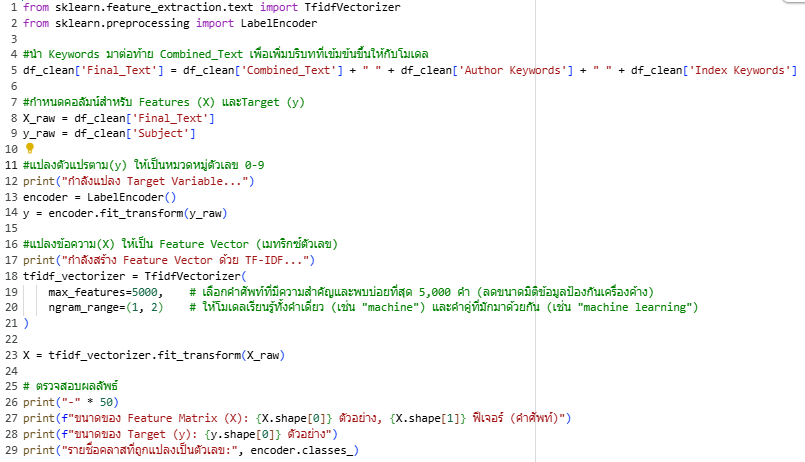 1 from sklearn.feature_extraction.text import TfidfVectorizer
2 from sklearn.preprocessing import LabelEncoder
3
4 #นำ Keywords มาต่อท้าย Combined_Text เพื่อเพิ่มบริบทที่เข้มข้นขึ้นให้กับโมเดล
5 df_clean['Final_Text'] = df_clean['Combined_Text'] + " " + df_clean['Author Keywords'] + " " + df_clean['Index Keywords']
6
7 #กำหนดคอลัมน์สำหรับ Features (X) และTarget (y)
8 X_raw = df_clean['Final_Text']
9 y_raw = df_clean['Subject']
10
11 #แปลงตัวแปรตาม(y) ให้เป็นหมวดหมู่ตัวเลข 0-9
12 print("กำลังแปลง Target Variable...")
13 encoder = LabelEncoder()
14 y = encoder.fit_transform(y_raw)
15
16 #แปลงข้อความ(X) ให้เป็น Feature Vector (เมทริกซ์ตัวเลข)
17 print("กำลังสร้าง Feature Vector ด้วย TF-IDF...")
18 tfidf_vectorizer = TfidfVectorizer(
19     max_features=5000,    # เลือกคำศัพท์ที่มีความสำคัญและพบบ่อยที่สุด 5,000 คำ (ลดขนาดมิติข้อมูลป้องกันเครื่องค้าง)
20     ngram_range=(1, 2)    # ให้โมเดลเรียนรู้ทั้งคำเดี่ยว (เช่น "machine") และคำคู่ที่มักมาด้วยกัน (เช่น "machine learning")
21 )
22
23 X = tfidf_vectorizer.fit_transform(X_raw)
24
25 # ตรวจสอบผลลัพธ์
26 print("-" * 50)
27 print(f"ขนาดของ Feature Matrix (X): {X.shape[0]} ตัวอย่าง, {X.shape[1]} ฟีเจอร์ (คำศัพท์)")
28 print(f"ขนาดของ Target (y): {y.shape[0]} ตัวอย่าง")
29 print("รายชื่อคลาสที่ถูกแปลงเป็นตัวเลข:", encoder.classes_)